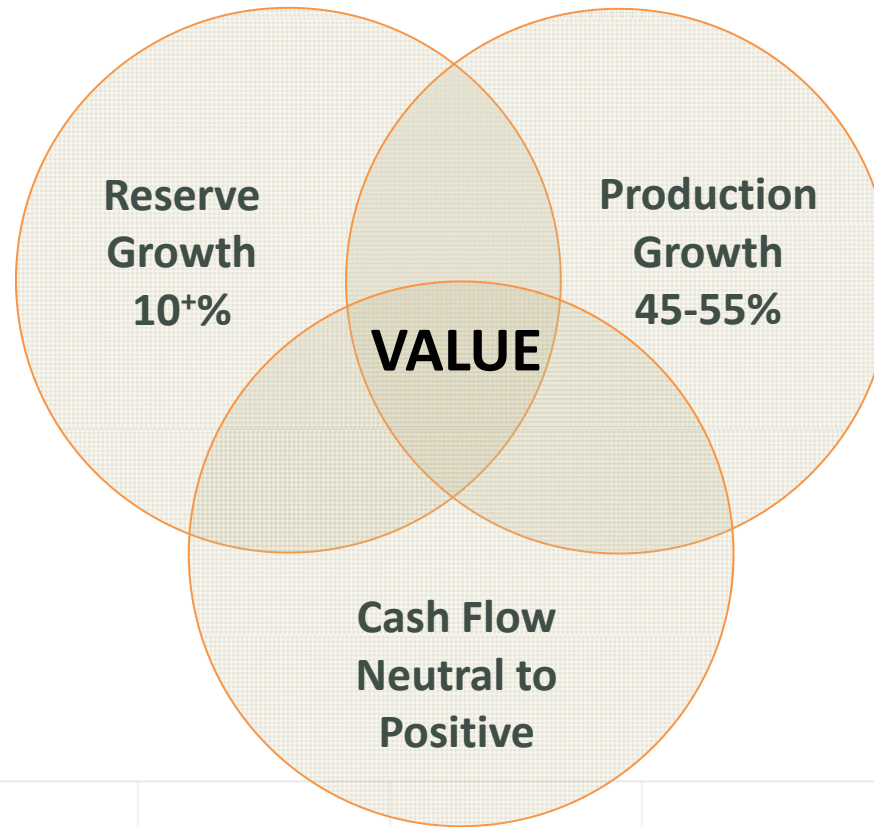 Reserve
Growth
10⁺%
Production
Growth
45-55%
VALUE
Cash Flow
Neutral to
Positive